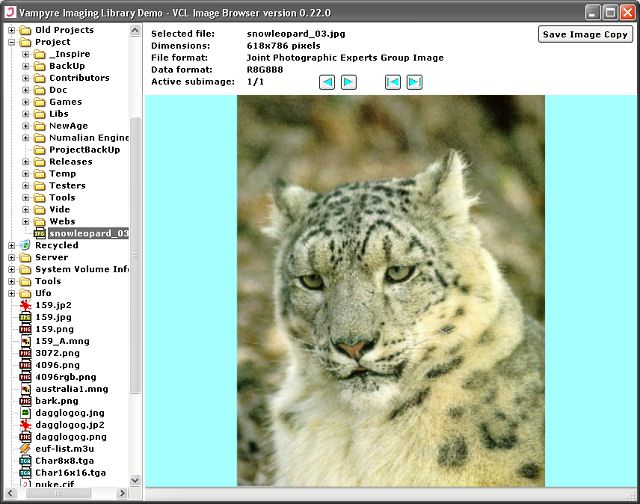 Vampyre Imaging Library Demo - VCL Image Browser version 0.22.0
Old Projects
Project
_Inspire
BackUp
Contributors
Doc
Games
Libs
NewAge
Numalian Engine
ProjectBackUp
Releases
Temp
Testers
Tools
Vide
Webs
snowleopard_03
Recycled
Server
System Volume Inf
Tools
Ufo
159.jp2
159.jpg
159.png
159_A.mng
3072.png
4096.png
4096rgb.png
australia1.mng
bark.png
dagglogog.jng
dagglogog.jp2
dagglogog.png
euf-list.m3u
Char8x8.tga
Char16x16.tga
nuke.cif
Selected file: snowleopard_03.jpg
Dimensions: 618x786 pixels
File format: Joint Photographic Experts Group Image
Data format: R8G8B8
Active subimage: 1/1
Save Image Copy